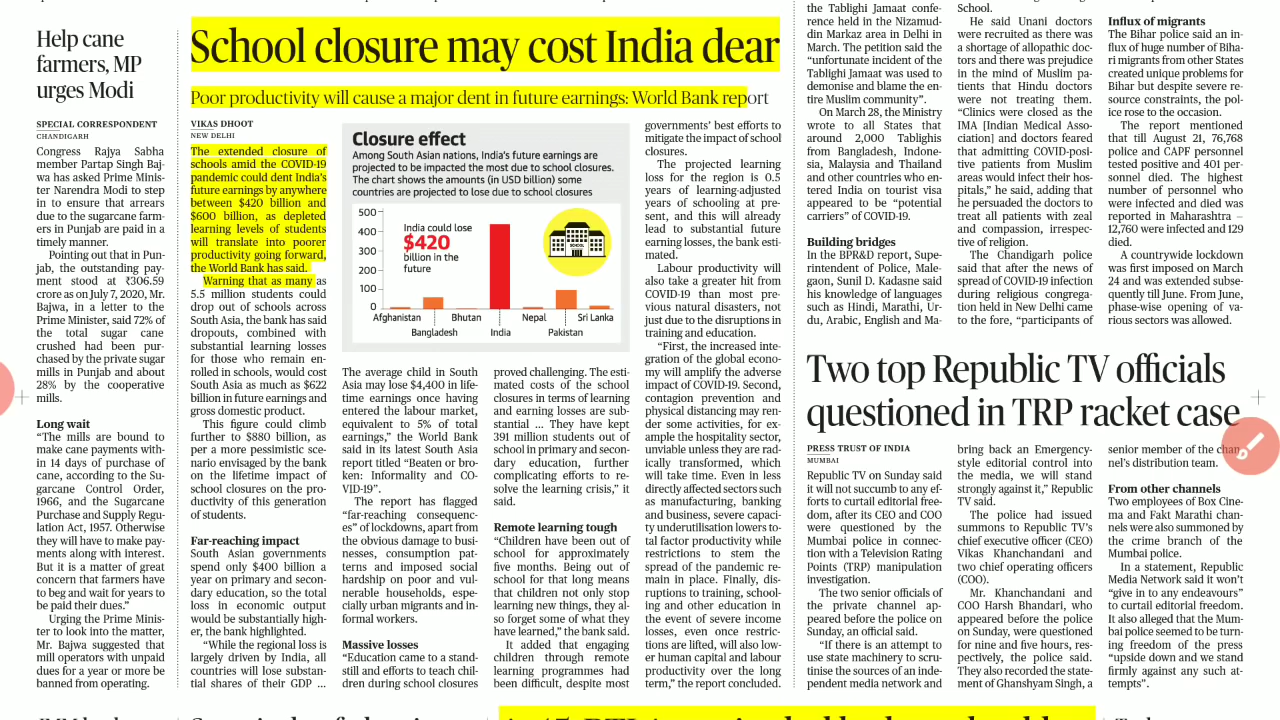 Help cane
farmers, MP
urges Modi
SPECIAL CORRESPONDENT
CHANDIGARH
Congress Rajya Sabha
member Partap Singh Baj-
wa has asked Prime Minis-
ter Narendra Modi to step
in to ensure that arrears
due to the sugarcane farm-
ers in Punjab are paid in a
timely manner.
Pointing out that in Pun-
jab, the outstanding pay-
ment stood at ₹306.59
crore as on July 7, 2020, Mr.
Bajwa, in a letter to the
Prime Minister, said 72% of
the total sugar cane
crushed had been pur-
chased by the private sugar
mills in Punjab and about
28% by the cooperative
mills.
Long wait
“The mills are bound to
make cane payments with-
in 14 days of purchase of
cane, according to the Su-
garcane Control Order,
1966, and the Sugarcane
Purchase and Supply Regu-
lation Act, 1957. Otherwise
they will have to make pay-
ments along with interest.
But it is a matter of great
concern that farmers have
to beg and wait for years to
be paid their dues.”
Urging the Prime Minis-
ter to look into the matter,
Mr. Bajwa suggested that
mill operators with unpaid
dues for a year or more be
banned from operating.
School closure may cost India dear
Poor productivity will cause a major dent in future earnings: World Bank report
VIKAS DHOOT
NEW DELHI
The extended closure of
schools amid the COVID-19
pandemic could dent India’s
future earnings by anywhere
between $420 billion and
$600 billion, as depleted
learning levels of students
will translate into poorer
productivity going forward,
the World Bank has said.
Warning that as many as
5.5 million students could
drop out of schools across
South Asia, the bank has said
dropouts, combined with
substantial learning losses
for those who remain en-
rolled in schools, would cost
South Asia as much as $622
billion in future earnings and
gross domestic product.
This figure could climb
further to $880 billion, as
per a more pessimistic sce-
nario envisaged by the bank
on the lifetime impact of
school closures on the pro-
ductivity of this generation
of students.
Far-reaching impact
South Asian governments
spend only $400 billion a
year on primary and secon-
dary education, so the total
loss in economic output
would be substantially high-
er, the bank highlighted.
“While the regional loss is
largely driven by India, all
countries will lose substan-
tial shares of their GDP ...
Closure effect
Among South Asian nations, India’s future earnings are
projected to be impacted the most due to school closures.
The chart shows the amounts (in USD billion) some
countries are projected to lose due to school closures
500
400
300
200
100
0
India could lose
$420
billion in the
future
SCHOOL
Afghanistan
Bhutan
Nepal
Sri Lanka
Bangladesh
India
Pakistan
The average child in South
Asia may lose $4,400 in life-
time earnings once having
entered the labour market,
equivalent to 5% of total
earnings,” the World Bank
said in its latest South Asia
report titled “Beaten or bro-
ken: Informality and CO-
VID-19”.
The report has flagged
“far-reaching consequenc-
es” of lockdowns, apart from
the obvious damage to busi-
nesses, consumption pat-
terns and imposed social
hardship on poor and vul-
nerable households, espe-
cially urban migrants and in-
formal workers.
Massive losses
“Education came to a stand-
still and efforts to teach chil-
dren during school closures
proved challenging. The esti-
mated costs of the school
closures in terms of learning
and earning losses are sub-
stantial ... They have kept
391 million students out of
school in primary and secon-
dary education, further
complicating efforts to re-
solve the learning crisis,” it
said.
Remote learning tough
“Children have been out of
school for approximately
five months. Being out of
school for that long means
that children not only stop
learning new things, they al-
so forget some of what they
have learned,” the bank said.
It added that engaging
children through remote
learning programmes had
been difficult, despite most
governments’ best efforts to
mitigate the impact of school
closures.
The projected learning
loss for the region is 0.5
years of learning-adjusted
years of schooling at pre-
sent, and this will already
lead to substantial future
earning losses, the bank esti-
mated.
Labour productivity will
also take a greater hit from
COVID-19 than most pre-
vious natural disasters, not
just due to the disruptions in
training and education.
“First, the increased inte-
gration of the global econo-
my will amplify the adverse
impact of COVID-19. Second,
contagion prevention and
physical distancing may ren-
der some activities, for ex-
ample the hospitality sector,
unviable unless they are rad-
ically transformed, which
will take time. Even in less
directly affected sectors such
as manufacturing, banking
and business, severe capaci-
ty underutilisation lowers to-
tal factor productivity while
restrictions to stem the
spread of the pandemic re-
main in place. Finally, dis-
ruptions to training, school-
ing and other education in
the event of severe income
losses, even once restric-
tions are lifted, will also low-
er human capital and labour
productivity over the long
term,” the report concluded.
the Tablighi Jamaat confe-
rence held in the Nizamud-
din Markaz area in Delhi in
March. The petition said the
“unfortunate incident of the
Tablighi Jamaat was used to
demonise and blame the en-
tire Muslim community”.
On March 28, the Ministry
wrote to all States that
around 2,000 Tablighis
from Bangladesh, Indone-
sia, Malaysia and Thailand
and other countries who en-
tered India on tourist visa
appeared to be “potential
carriers” of COVID-19.
Building bridges
In the BPR&D report, Supe-
rintendent of Police, Male-
gaon, Sunil D. Kadasne said
his knowledge of languages
such as Hindi, Marathi, Ur-
du, Arabic, English and Ma-
School.
He said Unani doctors
were recruited as there was
a shortage of allopathic doc-
tors and there was prejudice
in the mind of Muslim pa-
tients that Hindu doctors
were not treating them.
“Clinics were closed as the
IMA [Indian Medical Asso-
ciation] and doctors feared
that admitting COVID-posi-
tive patients from Muslim
areas would infect their hos-
pitals,” he said, adding that
he persuaded the doctors to
treat all patients with zeal
and compassion, irrespec-
tive of religion.
The Chandigarh police
said that after the news of
spread of COVID-19 infection
during religious congrega-
tion held in New Delhi came
to the fore, “participants of
Influx of migrants
The Bihar police said an in-
flux of huge number of Biha-
ri migrants from other States
created unique problems for
Bihar but despite severe re-
source constraints, the pol-
ice rose to the occasion.
The report mentioned
that till August 21, 76,768
police and CAPF personnel
tested positive and 401 per-
sonnel died. The highest
number of personnel who
were infected and died was
reported in Maharashtra –
12,760 were infected and 129
died.
A countrywide lockdown
was first imposed on March
24 and was extended subse-
quently till June. From June,
phase-wise opening of va-
rious sectors was allowed.
Two top Republic TV officials
questioned in TRP racket case
PRESS TRUST OF INDIA
MUMBAI
Republic TV on Sunday said
it will not succumb to any ef-
forts to curtail editorial free-
dom, after its CEO and COO
were questioned by the
Mumbai police in connec-
tion with a Television Rating
Points (TRP) manipulation
investigation.
The two senior officials of
the private channel ap-
peared before the police on
Sunday, an official said.
“If there is an attempt to
use state machinery to scru-
tinise the sources of an inde-
pendent media network and
bring back an Emergency-
style editorial control into
the media, we will stand
strongly against it,” Republic
TV said.
The police had issued
summons to Republic TV’s
chief executive officer (CEO)
Vikas Khanchandani and
two chief operating officers
(COO).
Mr. Khanchandani and
COO Harsh Bhandari, who
appeared before the police
on Sunday, were questioned
for nine and five hours, res-
pectively, the police said.
They also recorded the state-
ment of Ghanshyam Singh, a
senior member of the chan-
nel’s distribution team.
From other channels
Two employees of Box Cine-
ma and Fakt Marathi chan-
nels were also summoned by
the crime branch of the
Mumbai police.
In a statement, Republic
Media Network said it won’t
“give in to any endeavours”
to curtail editorial freedom.
It also alleged that the Mum-
bai police seemed to be turn-
ing freedom of the press
“upside down and we stand
firmly against any such at-
tempts”.